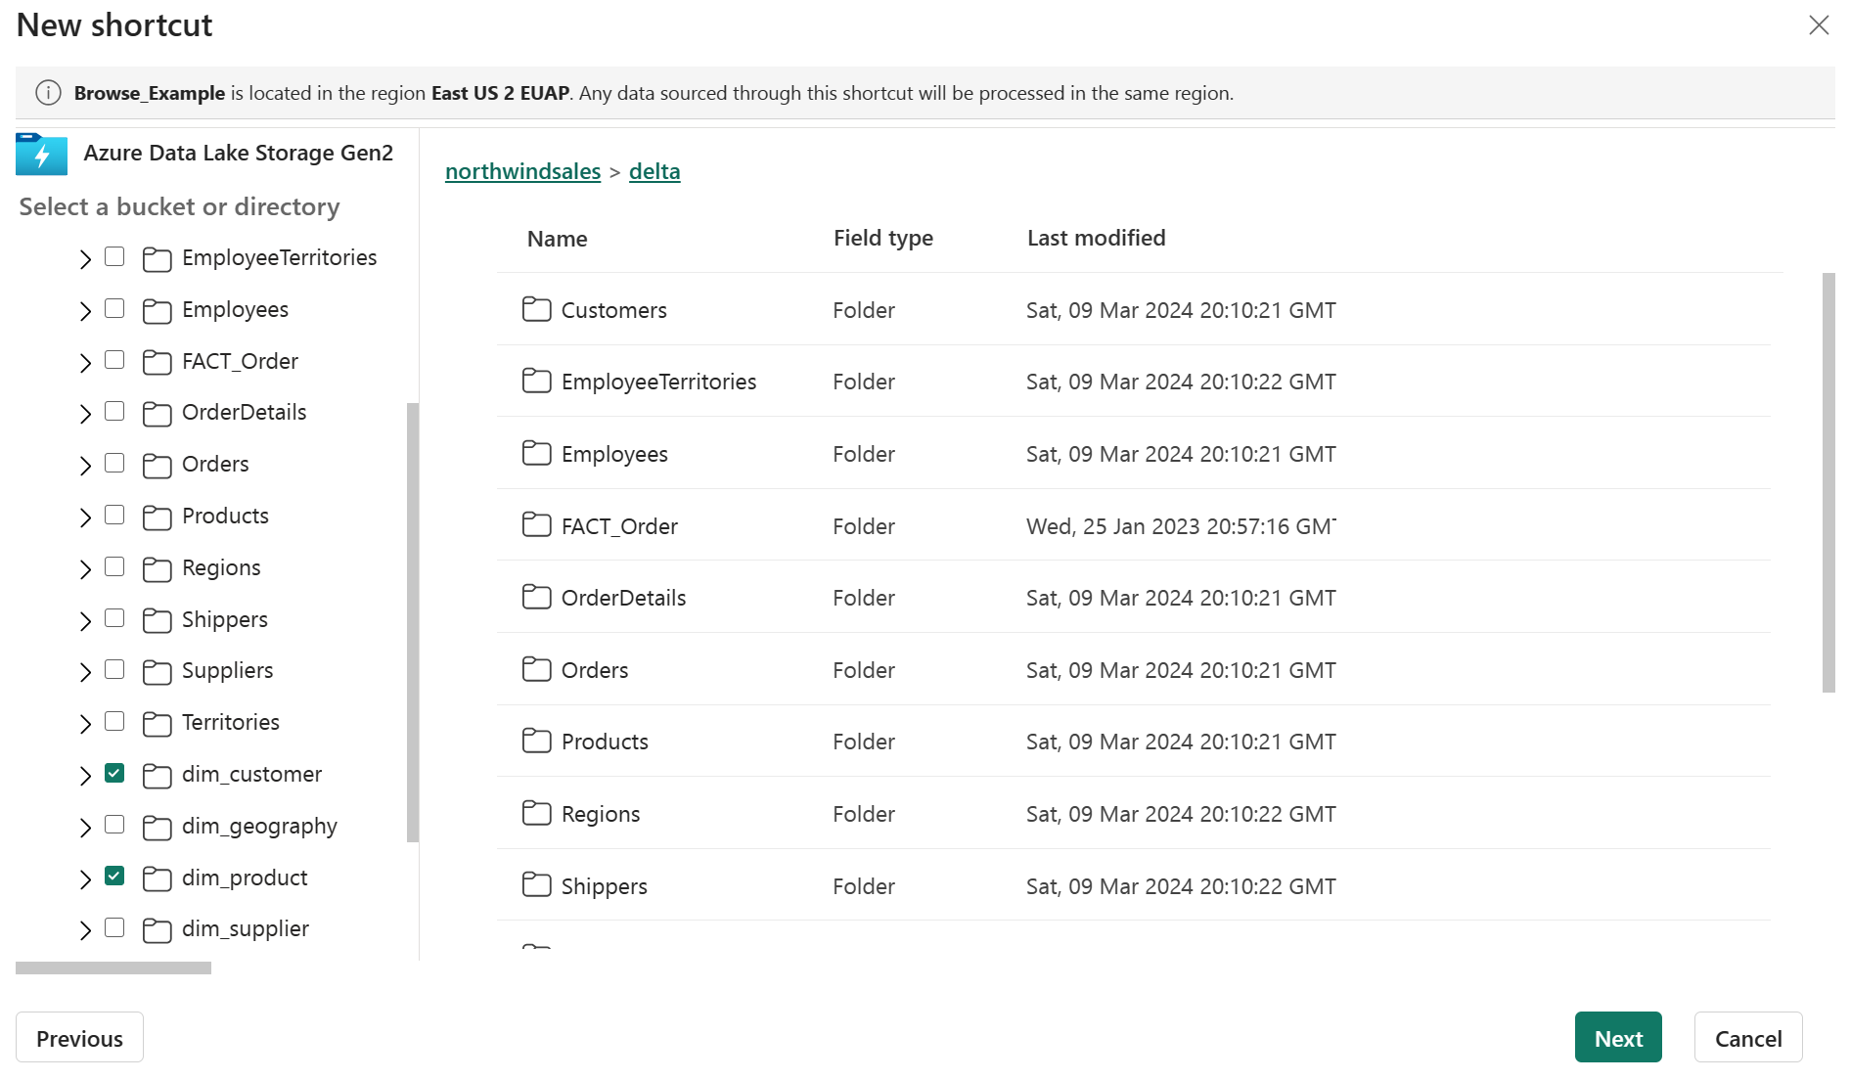 New shortcut
Browse_Example is located in the region East US 2 EUAP. Any data sourced through this shortcut will be processed in the same region.
Azure Data Lake Storage Gen2
Select a bucket or directory
EmployeeTerritories
Employees
FACT_Order
OrderDetails
Orders
Products
Regions
Shippers
Suppliers
Territories
dim_customer
dim_geography
dim_product
dim_supplier
northwindsales > delta
Name Field type Last modified
Customers Folder Sat, 09 Mar 2024 20:10:21 GMT
EmployeeTerritories Folder Sat, 09 Mar 2024 20:10:22 GMT
Employees Folder Sat, 09 Mar 2024 20:10:21 GMT
FACT_Order Folder Wed, 25 Jan 2023 20:57:16 GMT
OrderDetails Folder Sat, 09 Mar 2024 20:10:21 GMT
Orders Folder Sat, 09 Mar 2024 20:10:21 GMT
Products Folder Sat, 09 Mar 2024 20:10:21 GMT
Regions Folder Sat, 09 Mar 2024 20:10:22 GMT
Shippers Folder Sat, 09 Mar 2024 20:10:22 GMT
Previous Next Cancel